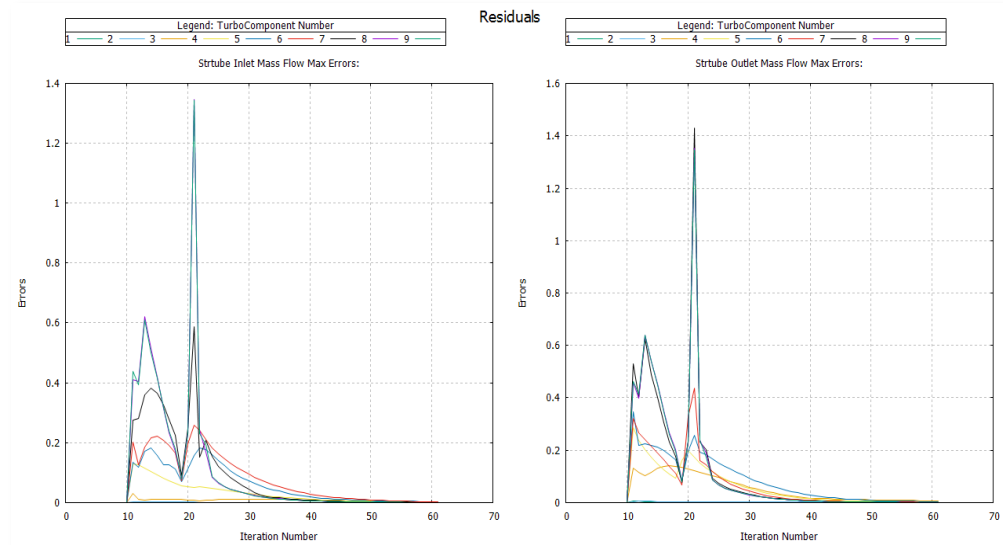 Residuals
Legend: TurboComponent Number
1 2 3 4 5 6 7 8 9
Legend: TurboComponent Number
1 2 3 4 5 6 7 8 9
Strtube Inlet Mass Flow Max Errors:
Strtube Outlet Mass Flow Max Errors:
1.4
1.2
1
0.8
0.6
0.4
0.2
0
Errors
0 10 20 30 40 50 60 70
Iteration Number
1.6
1.4
1.2
1
0.8
0.6
0.4
0.2
0
Errors
0 10 20 30 40 50 60 70
Iteration Number